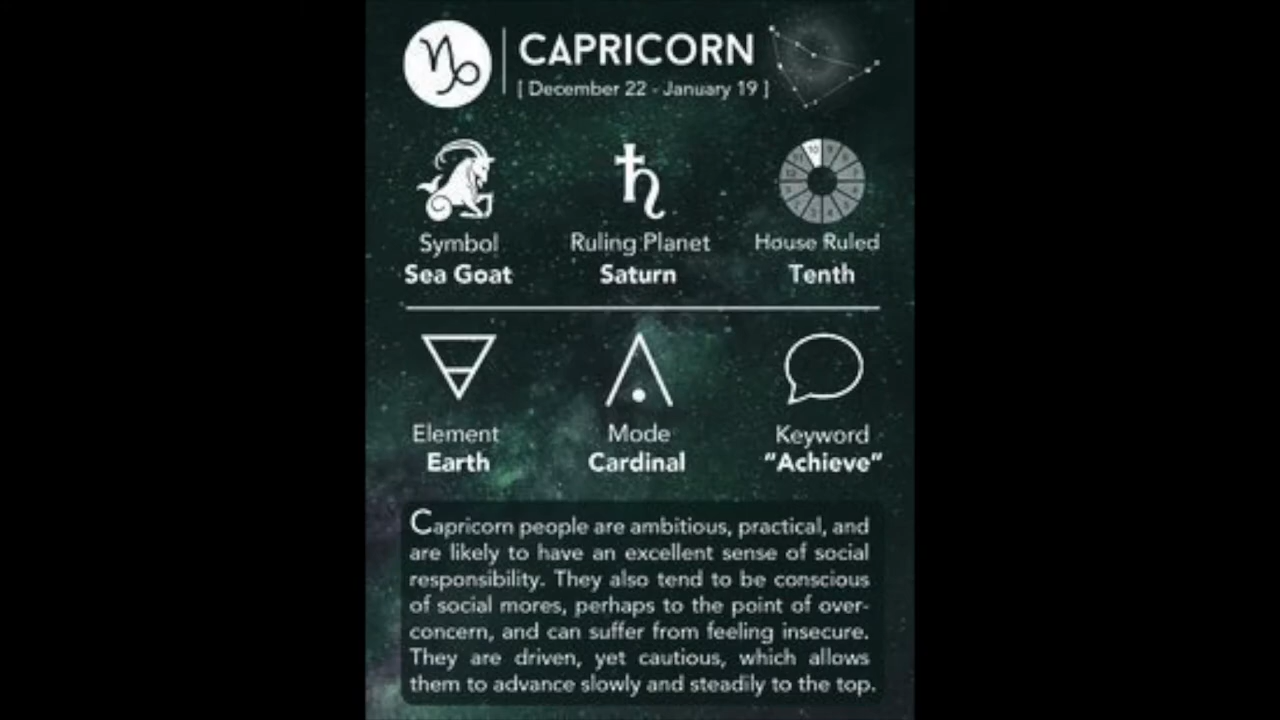 CAPRICORN
[ December 22 - January 19 ]
Symbol
Sea Goat
Ruling Planet
Saturn
10
House Ruled
Tenth
Element
Earth
Mode
Cardinal
Keyword
“Achieve”
Capricorn people are ambitious, practical, and
are likely to have an excellent sense of social
responsibility. They also tend to be conscious
of social mores, perhaps to the point of over-
concern, and can suffer from feeling insecure.
They are driven, yet cautious, which allows
them to advance slowly and steadily to the top.